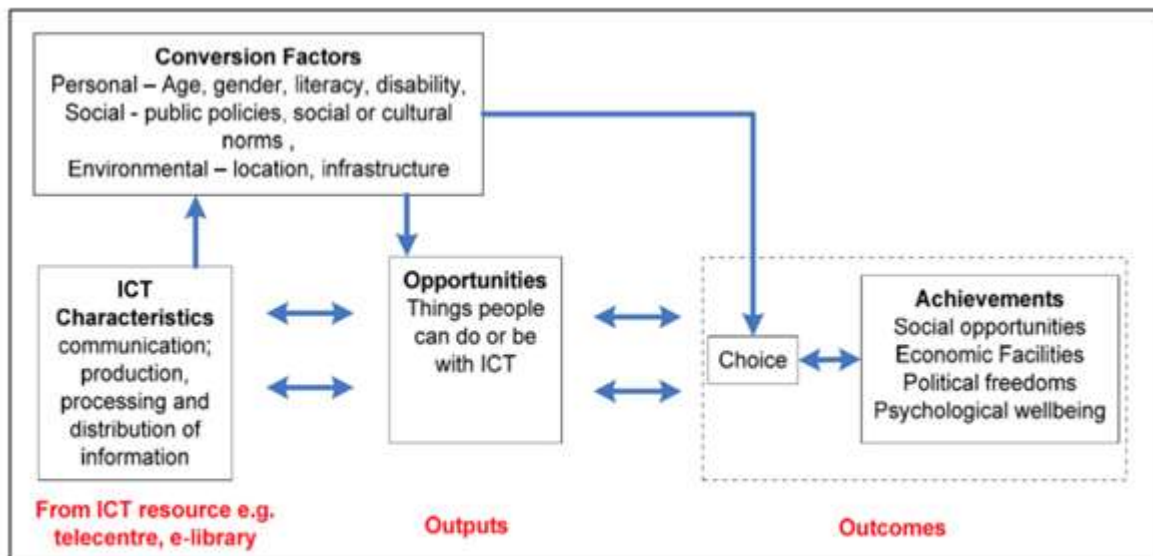 Conversion Factors
Personal – Age, gender, literacy, disability,
Social - public policies, social or cultural
norms ,
Environmental – location, infrastructure
ICT
Characteristics
communication;
production,
processing and
distribution of
information
Opportunities
Things people
can do or be
with ICT
Choice
Achievements
Social opportunities
Economic Facilities
Political freedoms
Psychological wellbeing
From ICT resource e.g.
telecentre, e-library
Outputs
Outcomes